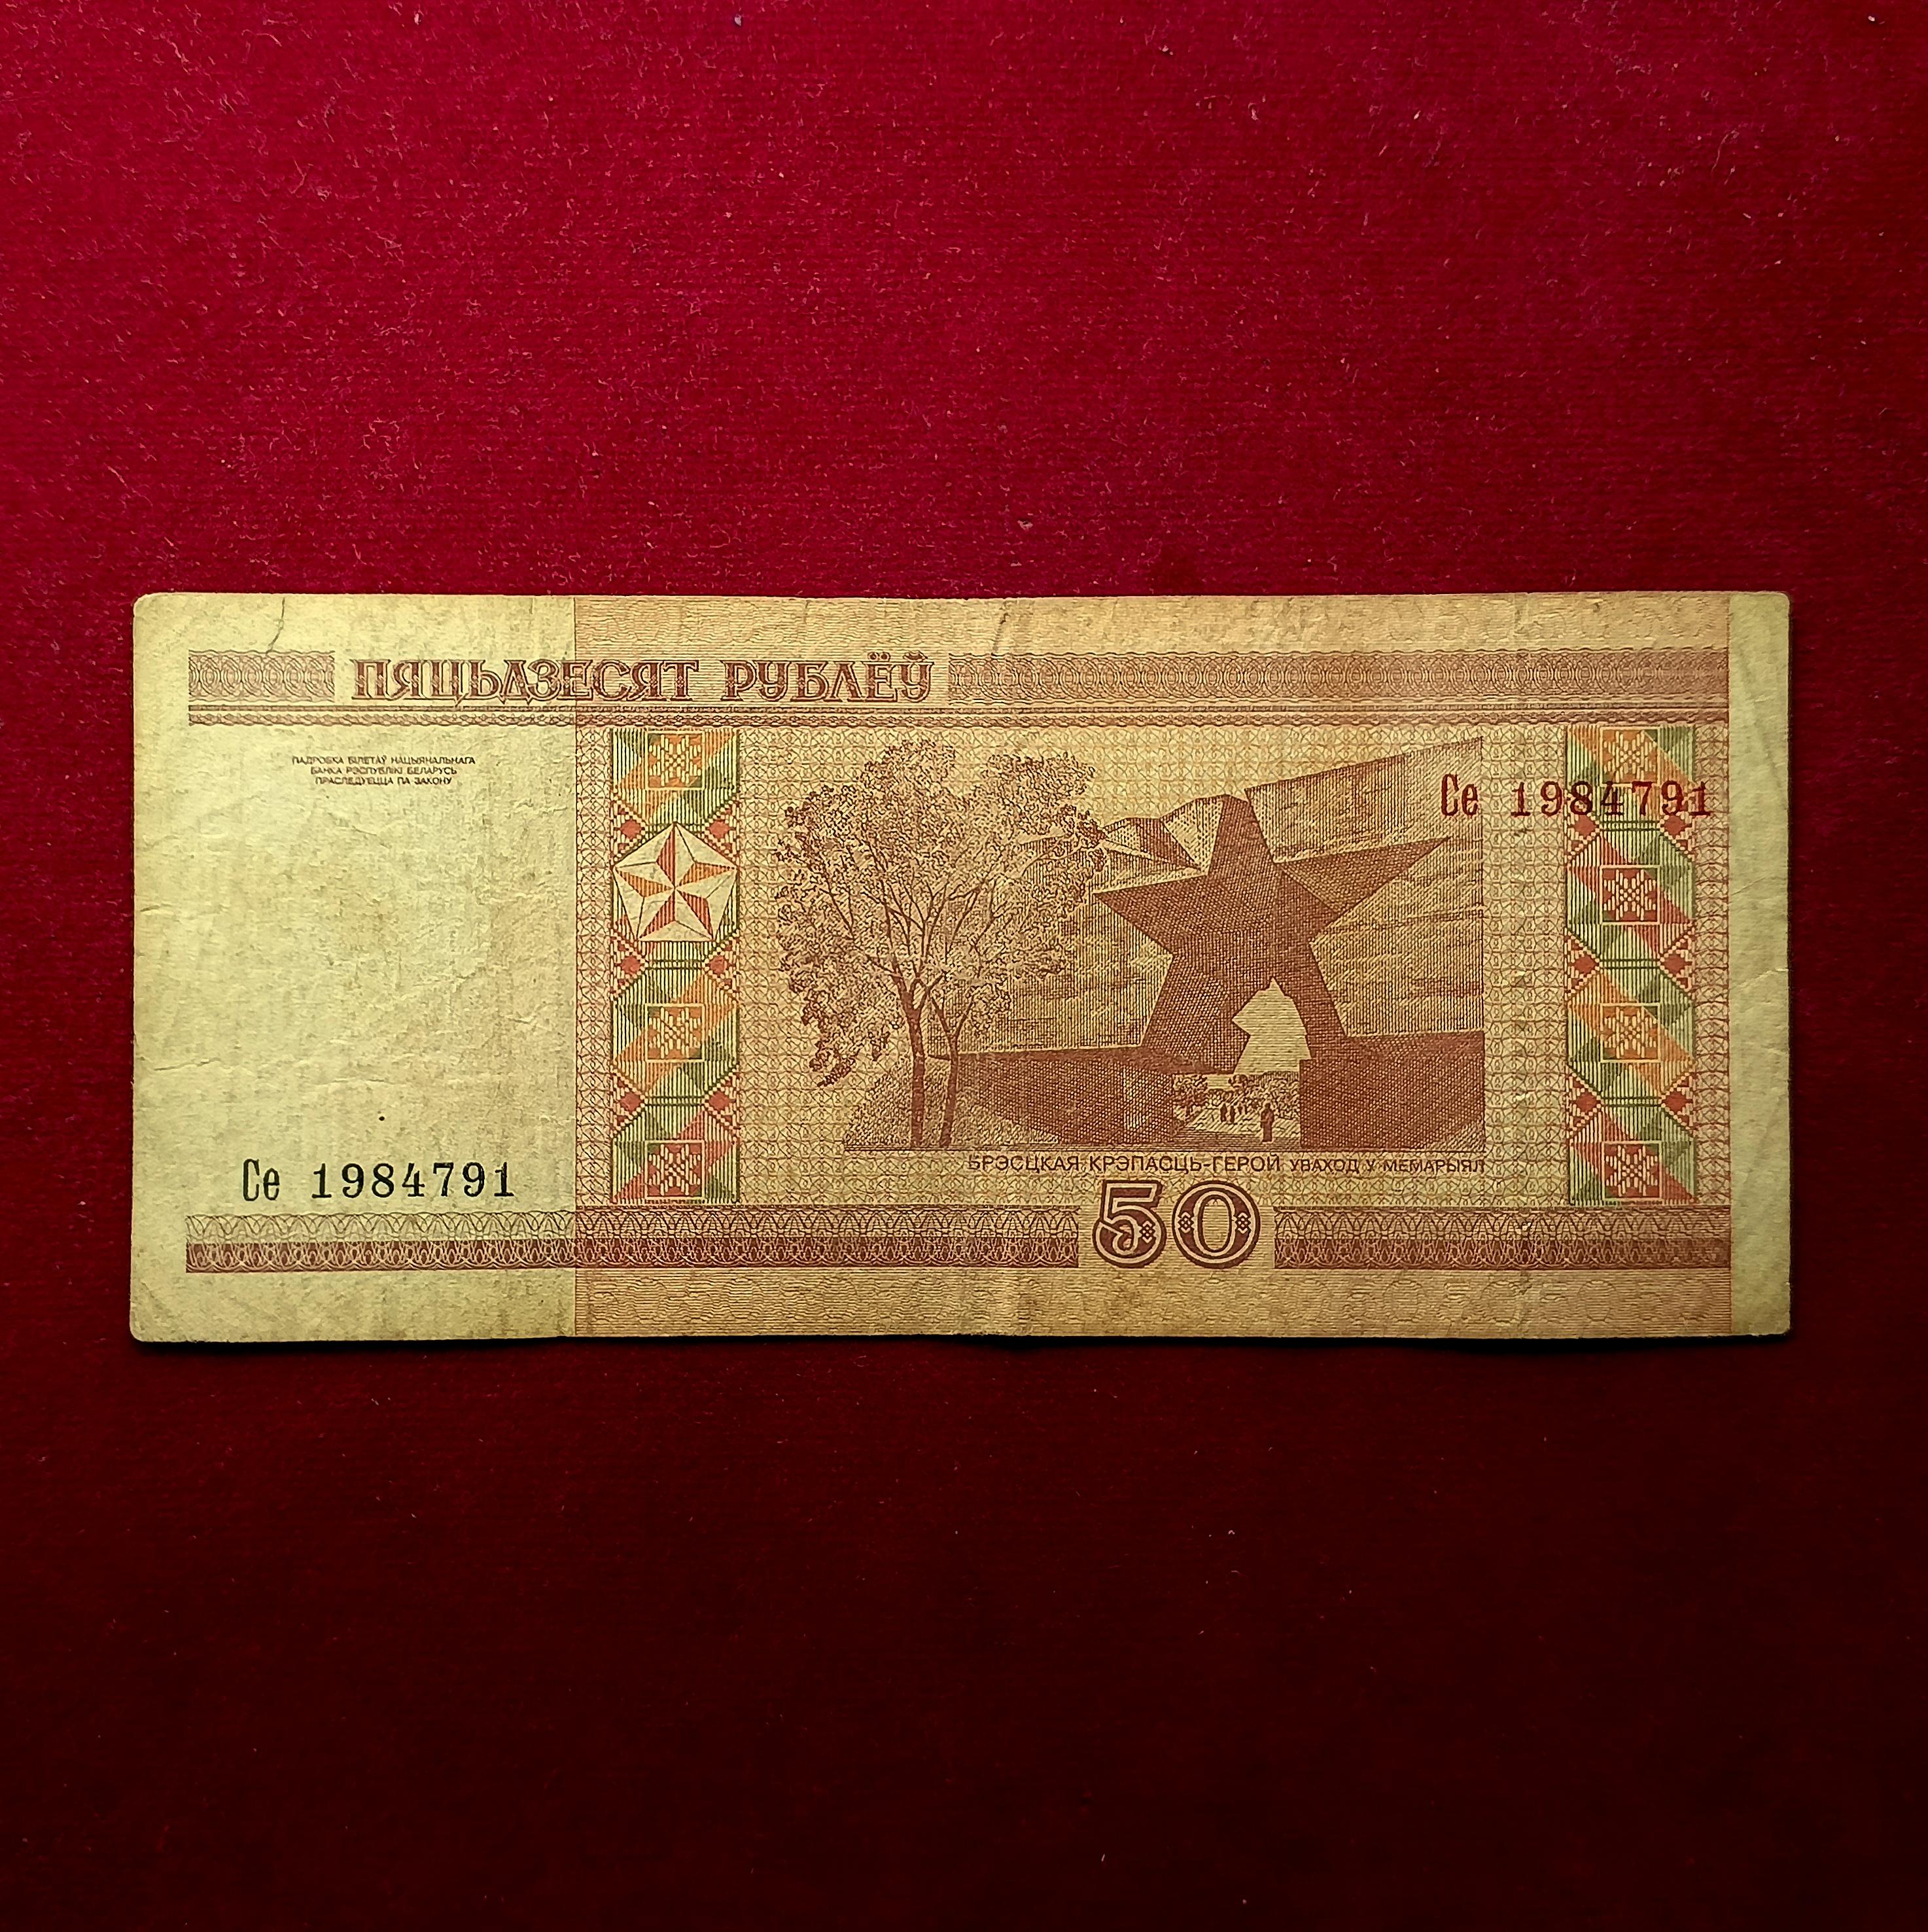 ПЯЦЬДЗЕСЯТ РУБЛЁЎ
ПАДРОБКА БІЛЕТАЎ НАЦЫЯНАЛЬНАГА
БАНКА РЭСПУБЛІКІ БЕЛАРУСЬ
ПРАСЛЕДУЕЦЦА ПА ЗАКОНУ
Се 1984791
Се 1984791
БРЭСЦКАЯ КРЭПАСЦЬ-ГЕРОЙ УВАХОД У МЕМАРЫЯЛ
50